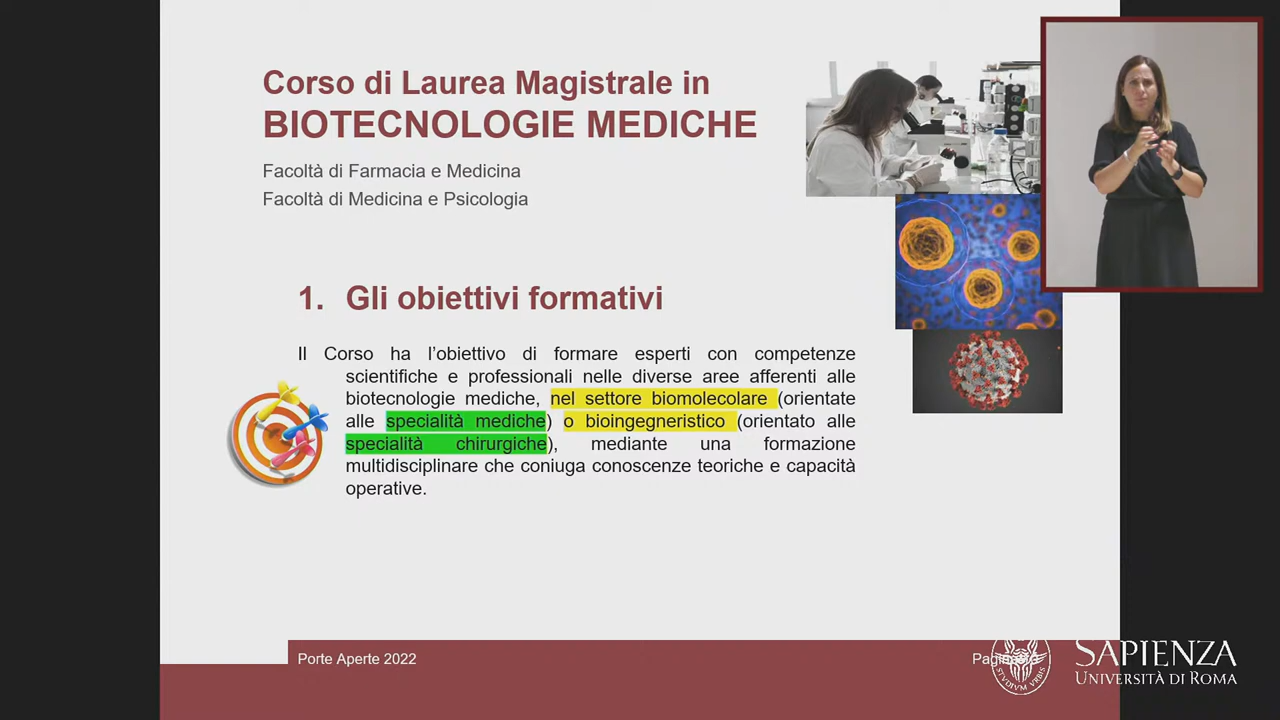 Corso di Laurea Magistrale in
BIOTECNOLOGIE MEDICHE
Facoltà di Farmacia e Medicina
Facoltà di Medicina e Psicologia
1. Gli obiettivi formativi
Il Corso ha l'obiettivo di formare esperti con competenze
scientifiche e professionali nelle diverse aree afferenti alle
biotecnologie mediche, nel settore biomolecolare (orientate
alle specialità mediche) o bioingegneristico (orientato alle
specialità chirurgiche), mediante una formazione
multidisciplinare che coniuga conoscenze teoriche e capacità
operative.
Porte Aperte 2022
STVDIVM VRBIS
SAPIENZA
UNIVERSITÀ DI ROMA